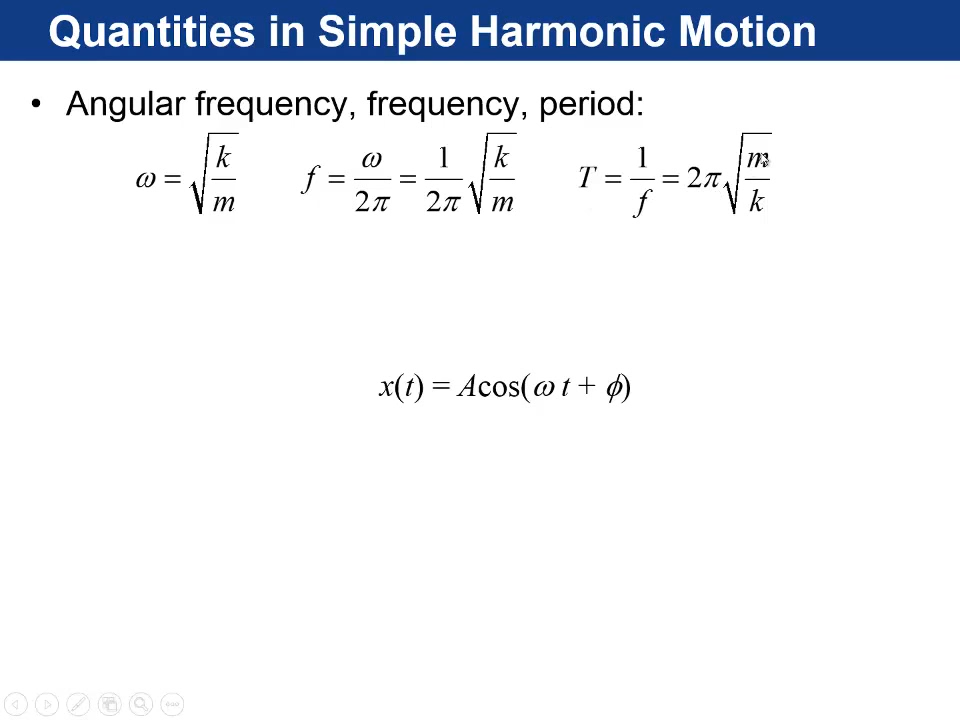 Quantities in Simple Harmonic Motion
• Angular frequency, frequency, period:
ω = √(k/m)    f = ω/2π = 1/2π √(k/m)    T = 1/f = 2π √(m/k)
x(t) = Acos(ω t + ϕ)